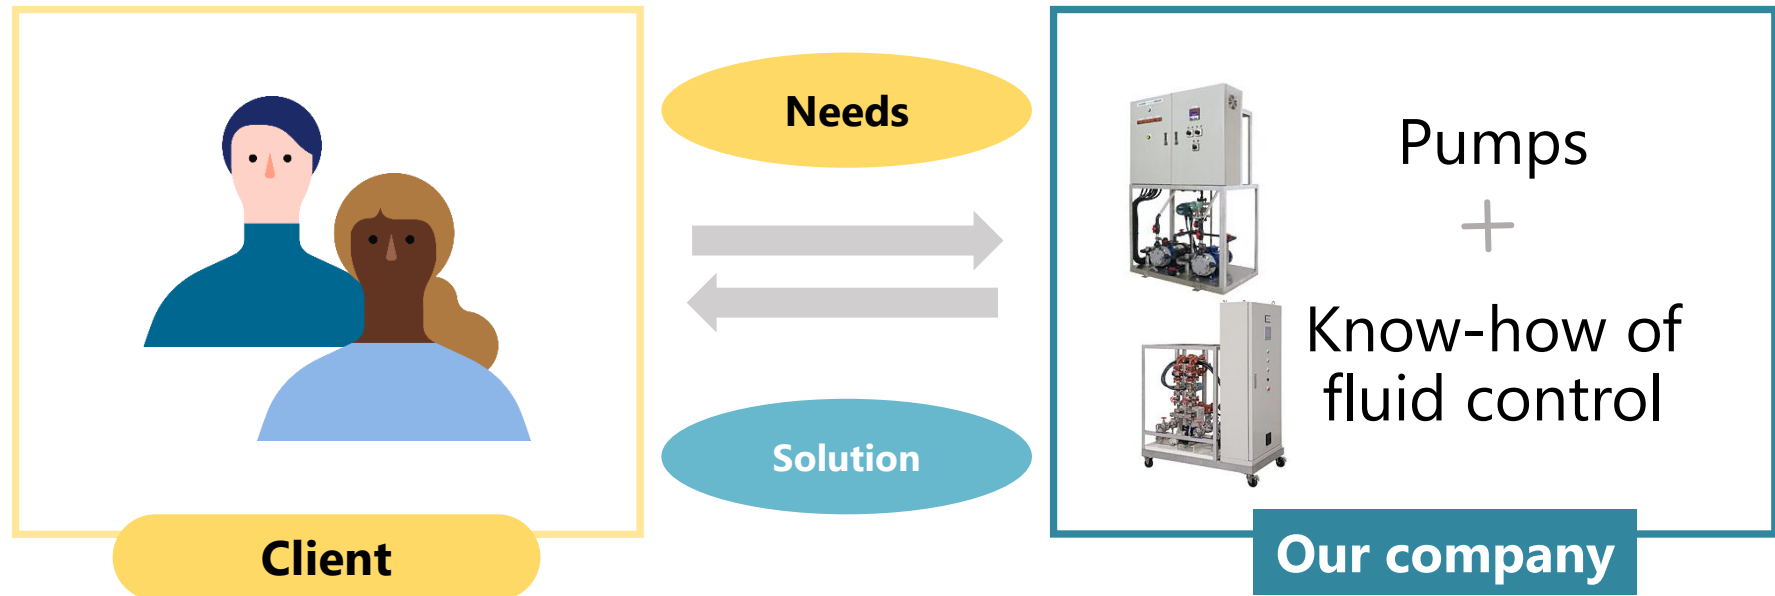 Needs
Solution
Client
Pumps
+
Know-how of
fluid control
Our company